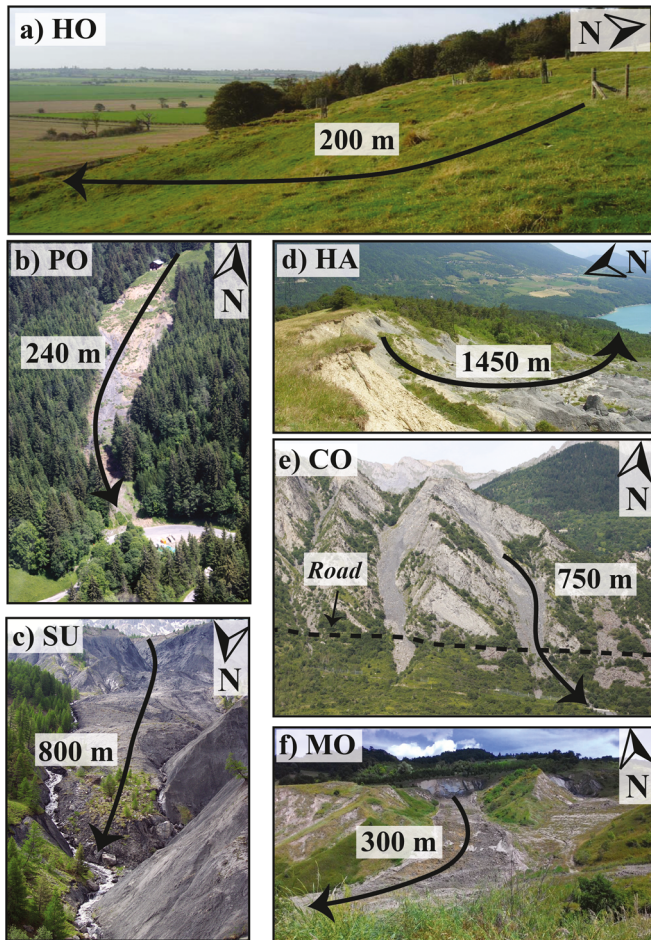 a) HO
N
200 m
b) PO
N
240 m
d) HA
N
1450 m
e) CO
N
Road
750 m
c) SU
N
800 m
f) MO
N
300 m